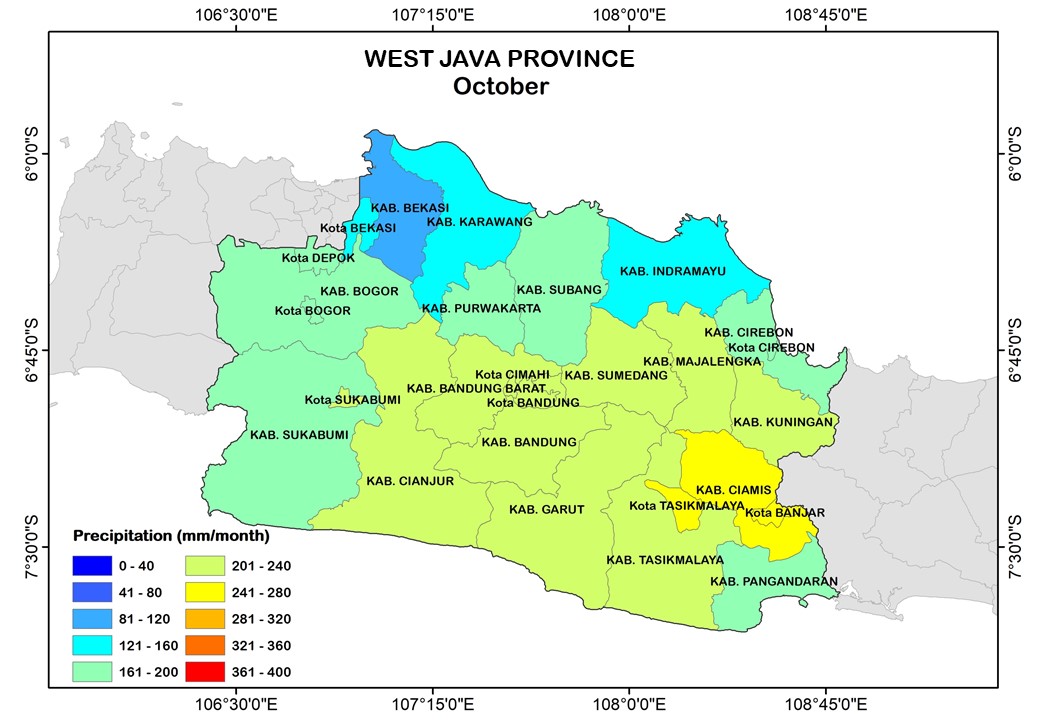 106°30'0"E 107°15'0"E 108°00'0"E 108°45'0"E
WEST JAVA PROVINCE
October
6°0'0"S 6°0'0"S
KAB. BEKASI
KAB. KARAWANG
Kota BEKASI
Kota DEPOK
KAB. INDRAMAYU
KAB. BOGOR
KAB. SUBANG
Kota BOGOR
KAB. PURWAKARTA
KAB. CIREBON
Kota CIREBON
6°45'0"S 6°45'0"S
KAB. MAJALENGKA
Kota CIMAHI
KAB. SUMEDANG
KAB. BANDUNG BARAT
Kota SUKABUMI
Kota BANDUNG
KAB. KUNINGAN
KAB. SUKABUMI
KAB. BANDUNG
KAB. CIANJUR
KAB. CIAMIS
Kota TASIKMALAYA
KAB. GARUT
Kota BANJAR
7°30'0"S 7°30'0"S
KAB. TASIKMALAYA
KAB. PANGANDARAN
Precipitation (mm/month)
0 - 40 201 - 240
41 - 80 241 - 280
81 - 120 281 - 320
121 - 160 321 - 360
161 - 200 361 - 400
106°30'0"E 107°15'0"E 108°00'0"E 108°45'0"E